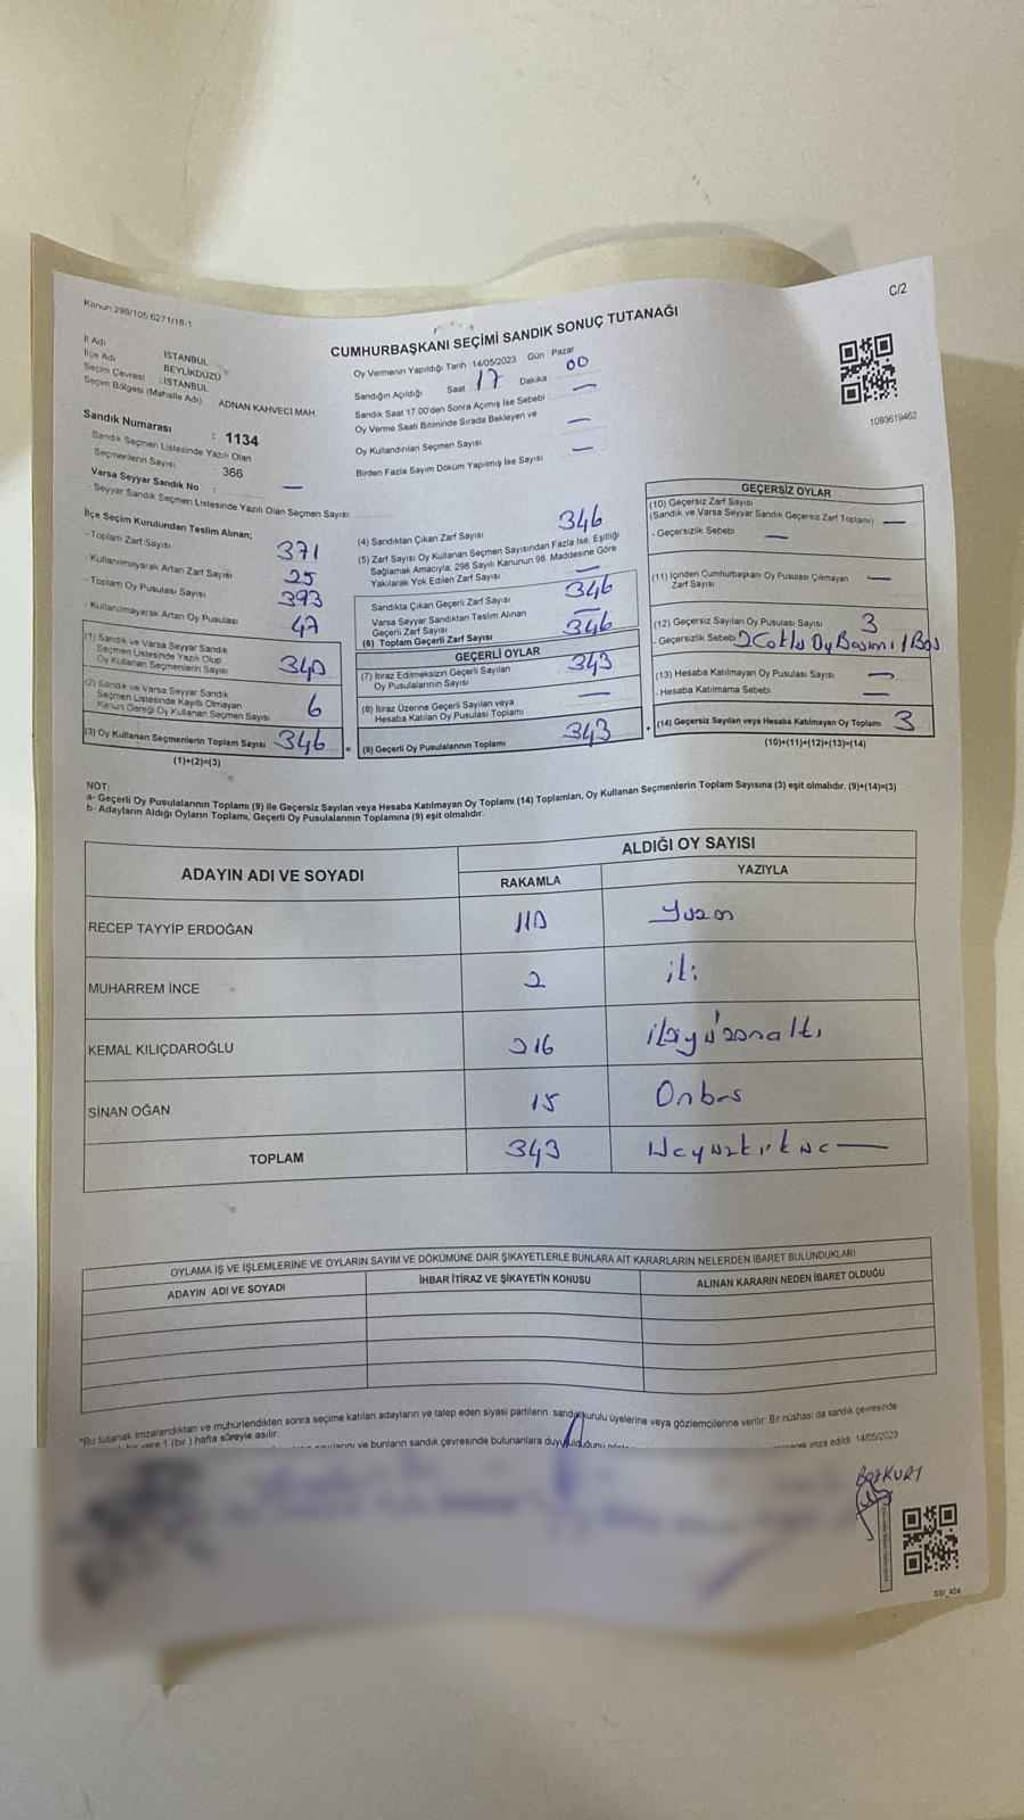 Kanun:298/105 6271/18-1
C/2
CUMHURBAŞKANI SEÇİMİ SANDIK SONUÇ TUTANAĞI
İl Adı : İSTANBUL
İlçe Adı : BEYLİKDÜZÜ
Seçim Çevresi : İSTANBUL
Seçim Bölgesi (Mahalle Adı) ADNAN KAHVECİ MAH.
Sandık Numarası : 1134
Sandık Seçmen Listesinde Yazılı Olan
Seçmenlerin Sayısı : 366
Varsa Seyyar Sandık No : —
- Seyyar Sandık Seçmen Listesinde Yazılı Olan Seçmen Sayısı
Oy Vermenin Yapıldığı Tarih 14/05/2023 Gün Pazar
Sandığın Açıldığı Saat 17 Dakika 00
Sandık Saat 17.00'den Sonra Açılmış İse Sebebi —
Oy Verme Saati Bitiminde Sırada Bekleyen ve
Oy Kullandırılan Seçmen Sayısı —
Birden Fazla Sayım Döküm Yapılmış İse Sayısı —
1093619462
İlçe Seçim Kurulundan Teslim Alınan;
- Toplam Zarf Sayısı 371
- Kullanılmayarak Artan Zarf Sayısı 25
- Toplam Oy Pusulası Sayısı 393
- Kullanılmayarak Artan Oy Pusulası 47
(1) Sandık ve Varsa Seyyar Sandık
Seçmen Listesinde Yazılı Olup
Oy Kullanan Seçmenlerin Sayısı 340
(2) Sandık ve Varsa Seyyar Sandık
Seçmen Listesinde Kayıtlı Olmayan
Kanun Gereği Oy Kullanan Seçmen Sayısı 6
(3) Oy Kullanan Seçmenlerin Toplam Sayısı 346
(1)+(2)=(3)
(4) Sandıktan Çıkan Zarf Sayısı 346
(5) Zarf Sayısı Oy Kullanan Seçmen Sayısından Fazla İse, Eşitliği
Sağlamak Amacıyla; 298 Sayılı Kanunun 98. Maddesine Göre
Yakılarak Yok Edilen Zarf Sayısı —
Sandıkta Çıkan Geçerli Zarf Sayısı 346
Varsa Seyyar Sandıktan Teslim Alınan
Geçerli Zarf Sayısı —
(6) Toplam Geçerli Zarf Sayısı 346
GEÇERLİ OYLAR
(7) İtiraz Edilmeksizin Geçerli Sayılan
Oy Pusulalarının Sayısı 343
(8) İtiraz Üzerine Geçerli Sayılan veya
Hesaba Katılan Oy Pusulası Toplamı —
(9) Geçerli Oy Pusulalarının Toplamı 343
GEÇERSİZ OYLAR
(10) Geçersiz Zarf Sayısı
(Sandık ve Varsa Seyyar Sandık Geçersiz Zarf Toplamı) —
- Geçersizlik Sebebi —
(11) İçinden Cumhurbaşkanı Oy Pusulası Çıkmayan
Zarf Sayısı —
(12) Geçersiz Sayılan Oy Pusulası Sayısı 3
- Geçersizlik Sebebi
(13) Hesaba Katılmayan Oy Pusulası Sayısı —
- Hesaba Katılmama Sebebi —
(14) Geçersiz Sayılan veya Hesaba Katılmayan Oy Toplamı 3
(10)+(11)+(12)+(13)=(14)
NOT:
a- Geçerli Oy Pusulalarının Toplamı (9) ile Geçersiz Sayılan veya Hesaba Katılmayan Oy Toplamı (14) Toplamları, Oy Kullanan Seçmenlerin Toplam Sayısına (3) eşit olmalıdır. (9)+(14)=(3)
b- Adayların Aldığı Oyların Toplamı, Geçerli Oy Pusulalarının Toplamına (9) eşit olmalıdır.
ADAYIN ADI VE SOYADI
ALDIĞI OY SAYISI
RAKAMLA YAZIYLA
RECEP TAYYİP ERDOĞAN 110 Yüzon
MUHARREM İNCE 2 iki
KEMAL KILIÇDAROĞLU 216 ikiyüzonaltı
SİNAN OĞAN 15 Onbeş
TOPLAM 343 Üçyüzkırküç —
OYLAMA İŞ VE İŞLEMLERİNE VE OYLARIN SAYIM VE DÖKÜMÜNE DAİR ŞİKAYETLERLE BUNLARA AİT KARARLARIN NELERDEN İBARET BULUNDUKLARI
ADAYIN ADI VE SOYADI İHBAR İTİRAZ VE ŞİKAYETİN KONUSU ALINAN KARARIN NEDEN İBARET OLDUĞU
*Bu tutanak imzalandıktan ve mühürlendikten sonra seçime katılan adayların ve talep eden siyasi partilerin sandık kurulu üyelerine veya gözlemcilerine verilir. Bir nüshası da sandık çevresinde
1 (bir) hafta süreyle asılır.
ve bunların sandık çevresinde bulunanlara
imza edildi 14/05/2023
BOZKURT